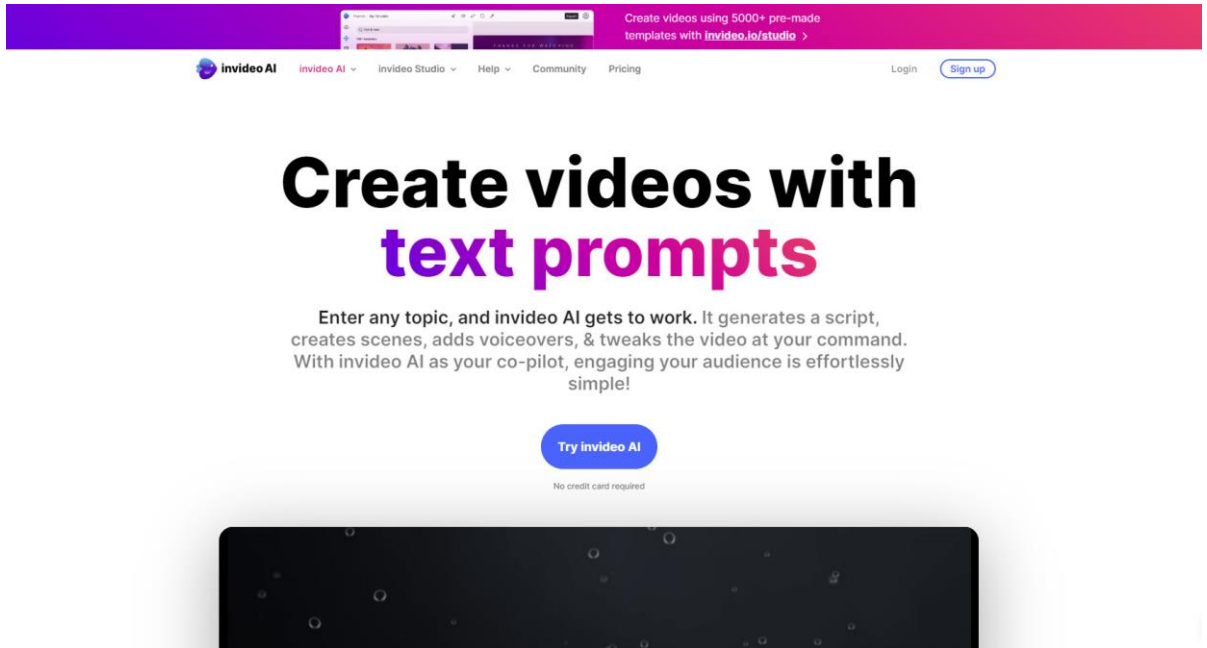 Create videos using 5000+ pre-made
templates with invideo.io/studio >
invideo AI
invideo AI
invideo Studio
Help
Community
Pricing
Login
Sign up
Create videos with
text prompts
Enter any topic, and invideo AI gets to work. It generates a script,
creates scenes, adds voiceovers, & tweaks the video at your command.
With invideo AI as your co-pilot, engaging your audience is effortlessly
simple!
Try invideo AI
No credit card required